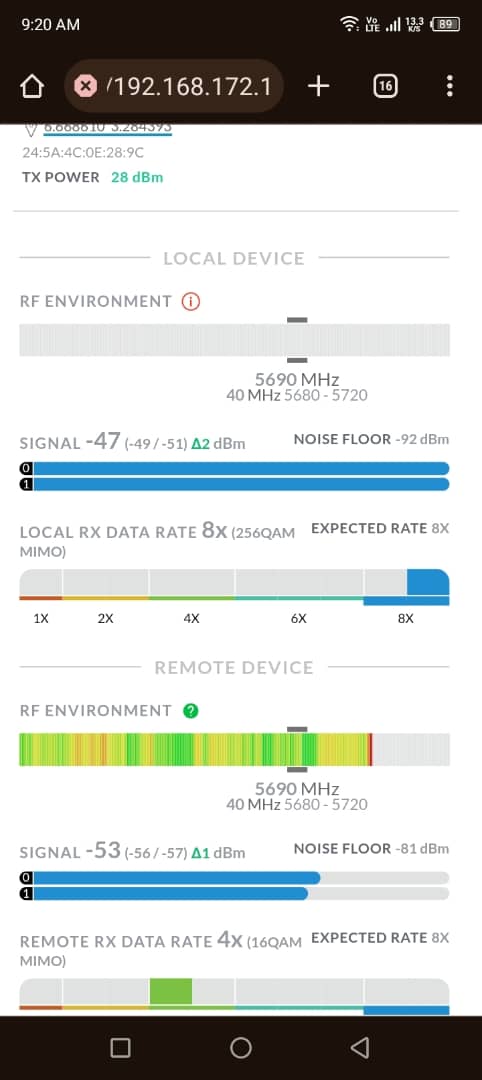 9:20 AM
Vo
LTE
13.3
K/S
89
/192.168.172.1
16
6.668610 3.284393
24:5A:4C:0E:28:9C
TX POWER 28 dBm
LOCAL DEVICE
RF ENVIRONMENT
5690 MHz
40 MHz 5680 - 5720
SIGNAL -47 (-49 / -51) Δ2 dBm
NOISE FLOOR -92 dBm
0
1
LOCAL RX DATA RATE 8X (256QAM
MIMO)
EXPECTED RATE 8X
1X 2X 4X 6X 8X
REMOTE DEVICE
RF ENVIRONMENT ?
5690 MHz
40 MHz 5680 - 5720
SIGNAL -53 (-56 / -57) Δ1 dBm
NOISE FLOOR -81 dBm
0
1
REMOTE RX DATA RATE 4X (16QAM
MIMO)
EXPECTED RATE 8X